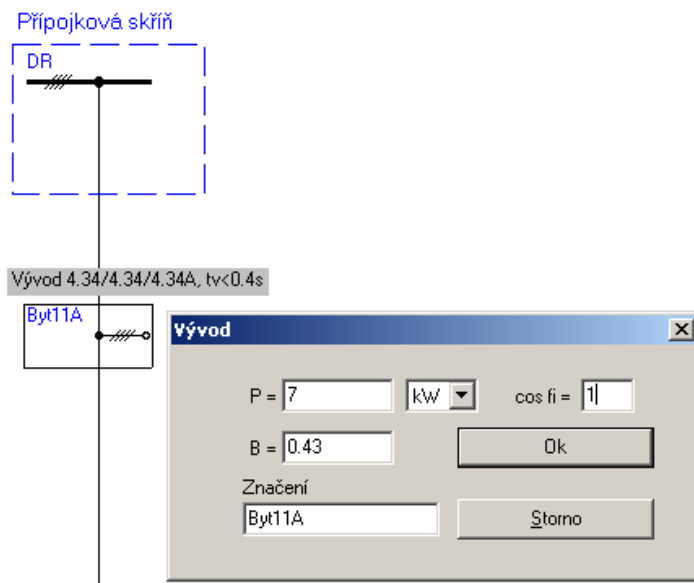 Přípojková skříň
DR
Vývod 4.34/4.34/4.34A, tv<0.4s
Byt11A
Vývod
P = 7 kW cos fi = 1
B = 0.43 Ok
Značení
Byt11A Storno